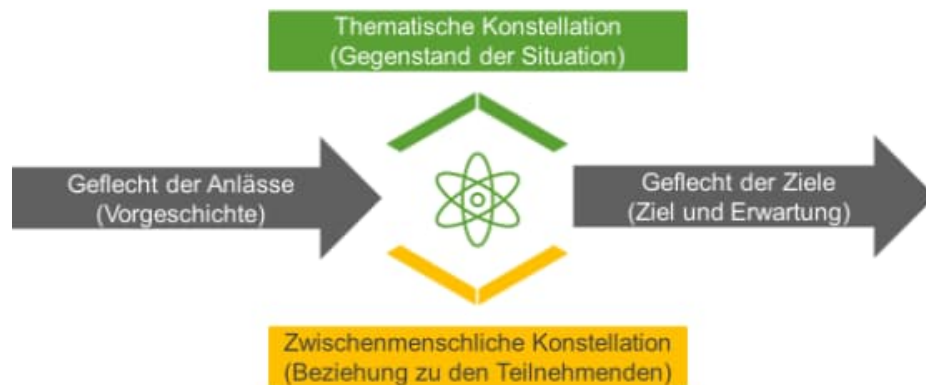 Thematische Konstellation
(Gegenstand der Situation)
Geflecht der Anlässe
(Vorgeschichte)
Geflecht der Ziele
(Ziel und Erwartung)
Zwischenmenschliche Konstellation
(Beziehung zu den Teilnehmenden)